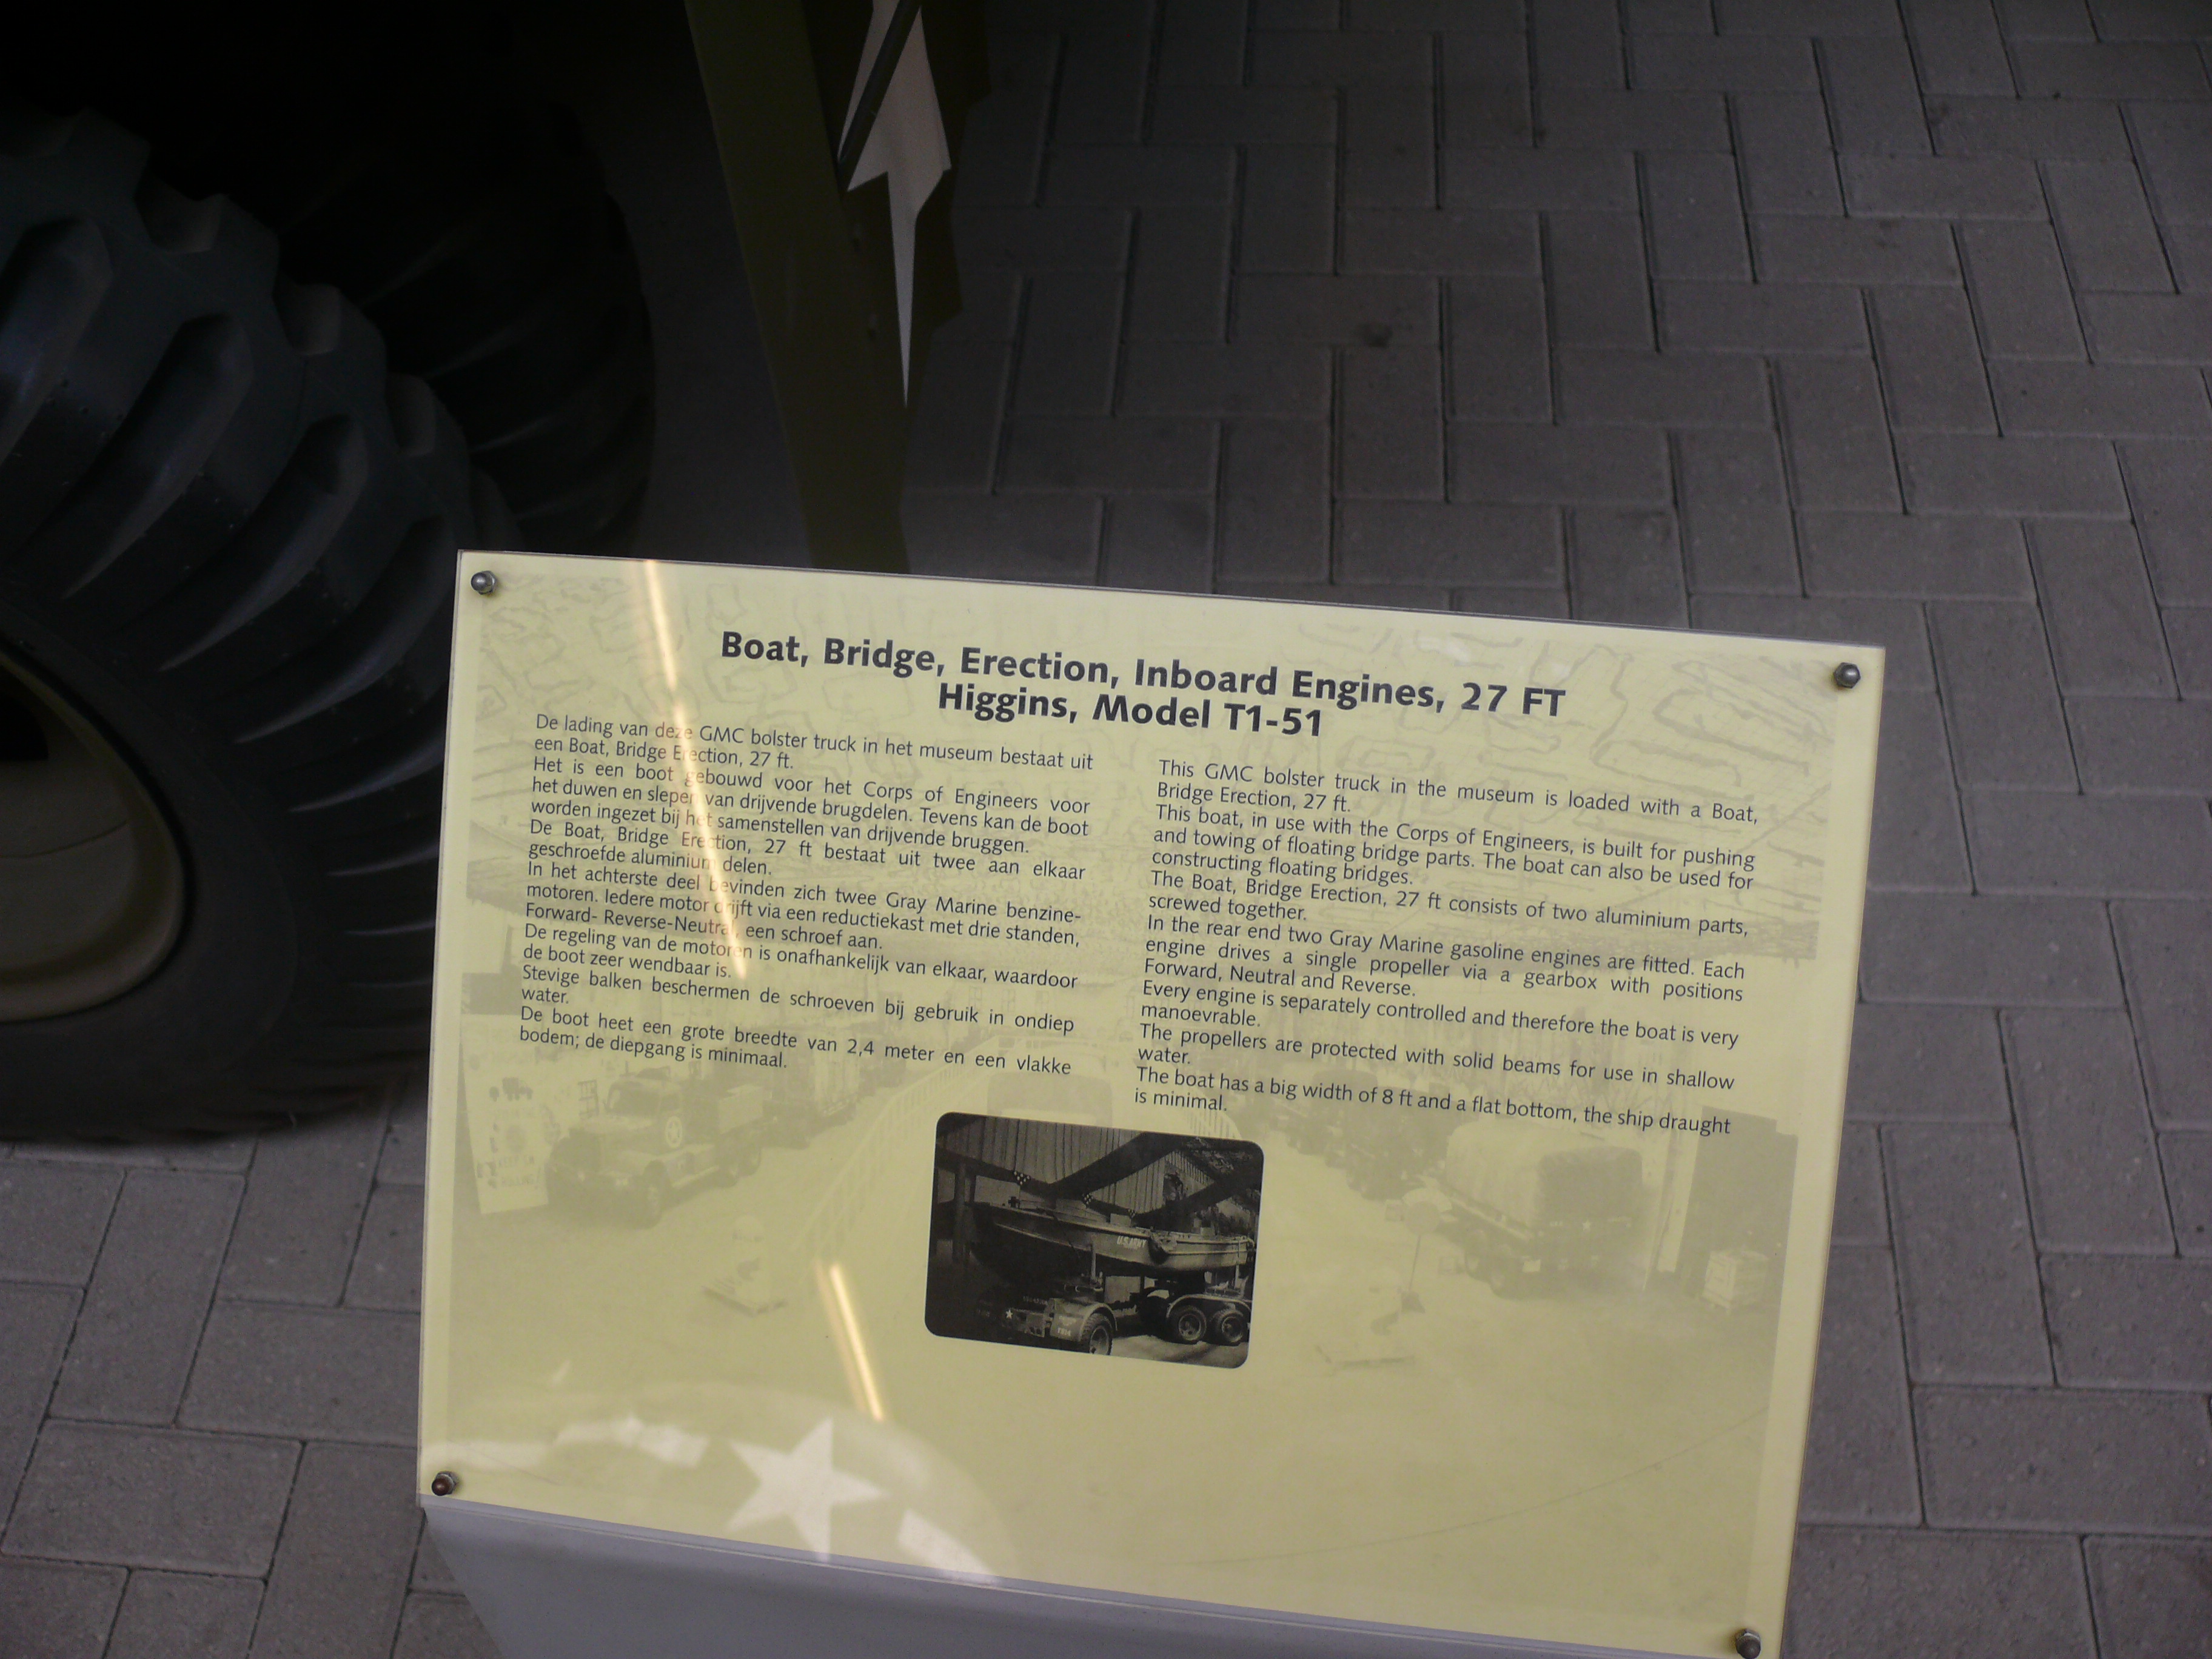 Boat, Bridge, Erection, Inboard Engines, 27 FT
Higgins, Model T1-51
De lading van deze GMC bolster truck in het museum bestaat uit
een Boat, Bridge Erection, 27 ft.
Het is een boot gebouwd voor het Corps of Engineers voor
het duwen en slepen van drijvende brugdelen. Tevens kan de boot
worden ingezet bij het samenstellen van drijvende bruggen.
De Boat, Bridge Erection, 27 ft bestaat uit twee aan elkaar
geschroefde aluminium delen.
In het achterste deel bevinden zich twee Gray Marine benzine-
motoren. Iedere motor drijft via een reductiekast met drie standen,
Forward- Reverse-Neutral, een schroef aan.
De regeling van de motoren is onafhankelijk van elkaar, waardoor
de boot zeer wendbaar is.
Stevige balken beschermen de schroeven bij gebruik in ondiep
water.
De boot heet een grote breedte van 2,4 meter en een vlakke
bodem; de diepgang is minimaal.
This GMC bolster truck in the museum is loaded with a Boat,
Bridge Erection, 27 ft.
This boat, in use with the Corps of Engineers, is built for pushing
and towing of floating bridge parts. The boat can also be used for
constructing floating bridges.
The Boat, Bridge Erection, 27 ft consists of two aluminium parts,
screwed together.
In the rear end two Gray Marine gasoline engines are fitted. Each
engine drives a single propeller via a gearbox with positions
Forward, Neutral and Reverse.
Every engine is separately controlled and therefore the boat is very
manoevrable.
The propellers are protected with solid beams for use in shallow
water.
The boat has a big width of 8 ft and a flat bottom, the ship draught
is minimal.
U.S.ARMY